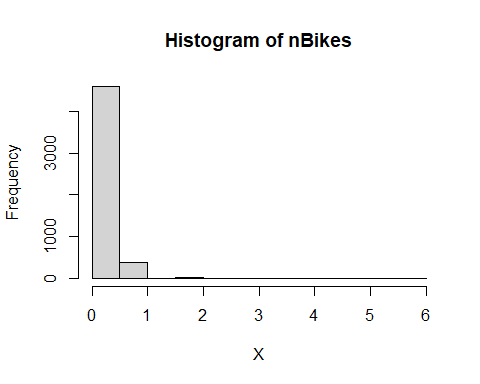 Histogram of nBikes
Frequency
3000
1000
0
0 1 2 3 4 5 6
X